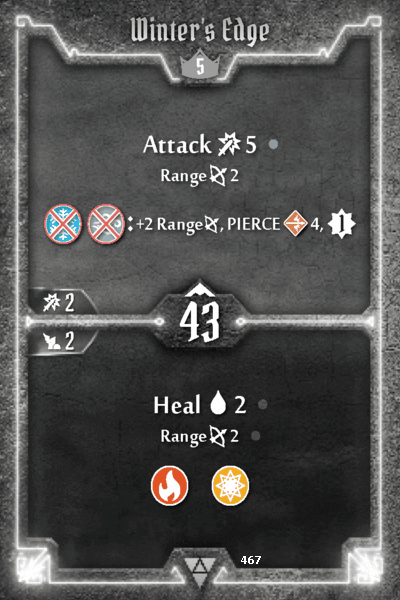 Winter's Edge
5
Attack 5
Range 2
: +2 Range, PIERCE 4, 1
2
43
2
Heal 2
Range 2
467